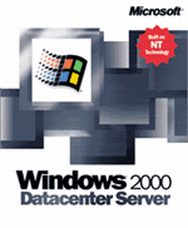 Microsoft®
Built on
NT
Technology
Windows 2000
Datacenter Server